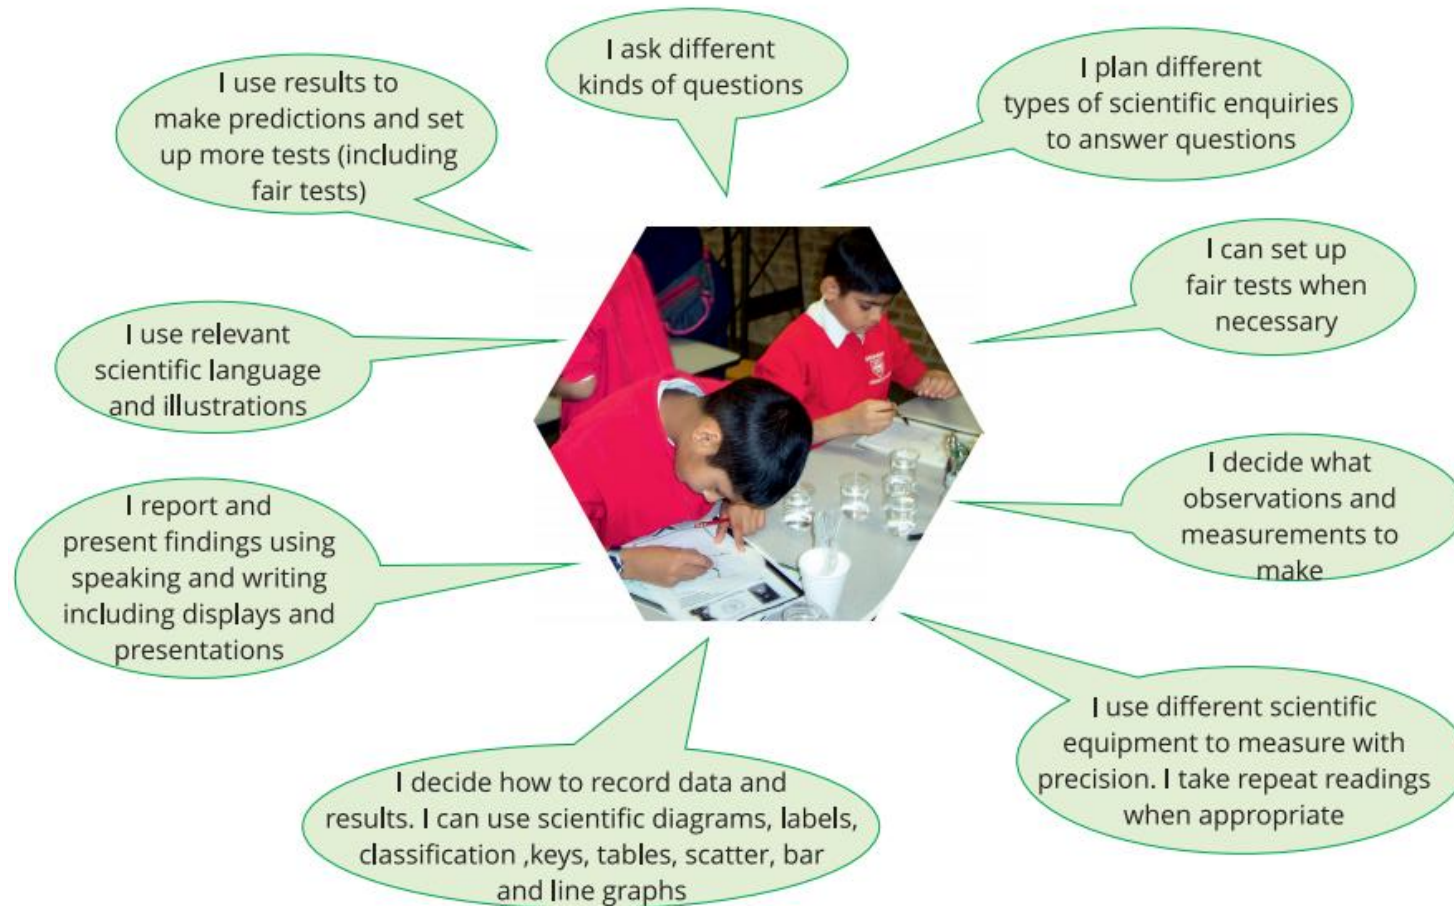 I ask different
kinds of questions
I plan different
types of scientific enquiries
to answer questions
I can set up
fair tests when
necessary
I decide what
observations and
measurements to
make
I use different scientific
equipment to measure with
precision. I take repeat readings
when appropriate
I decide how to record data and
results. I can use scientific diagrams, labels,
classification ,keys, tables, scatter, bar
and line graphs
I report and
present findings using
speaking and writing
including displays and
presentations
I use relevant
scientific language
and illustrations
I use results to
make predictions and set
up more tests (including
fair tests)